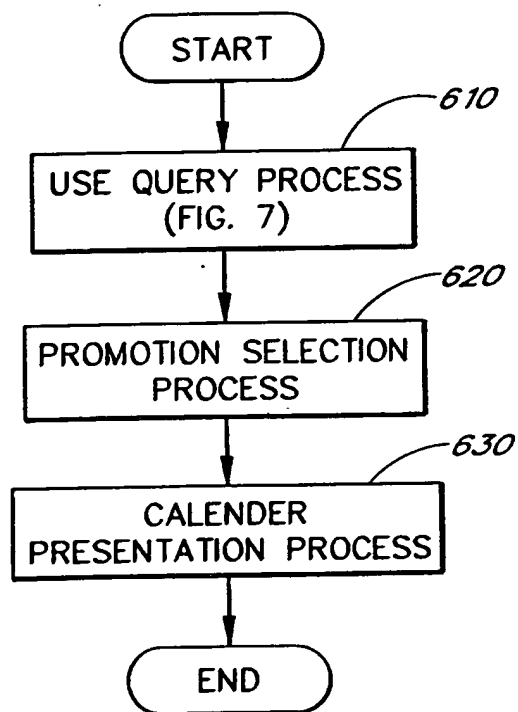 START
610
USE QUERY PROCESS
(FIG. 7)
620
PROMOTION SELECTION
PROCESS
630
CALENDER
PRESENTATION PROCESS
END